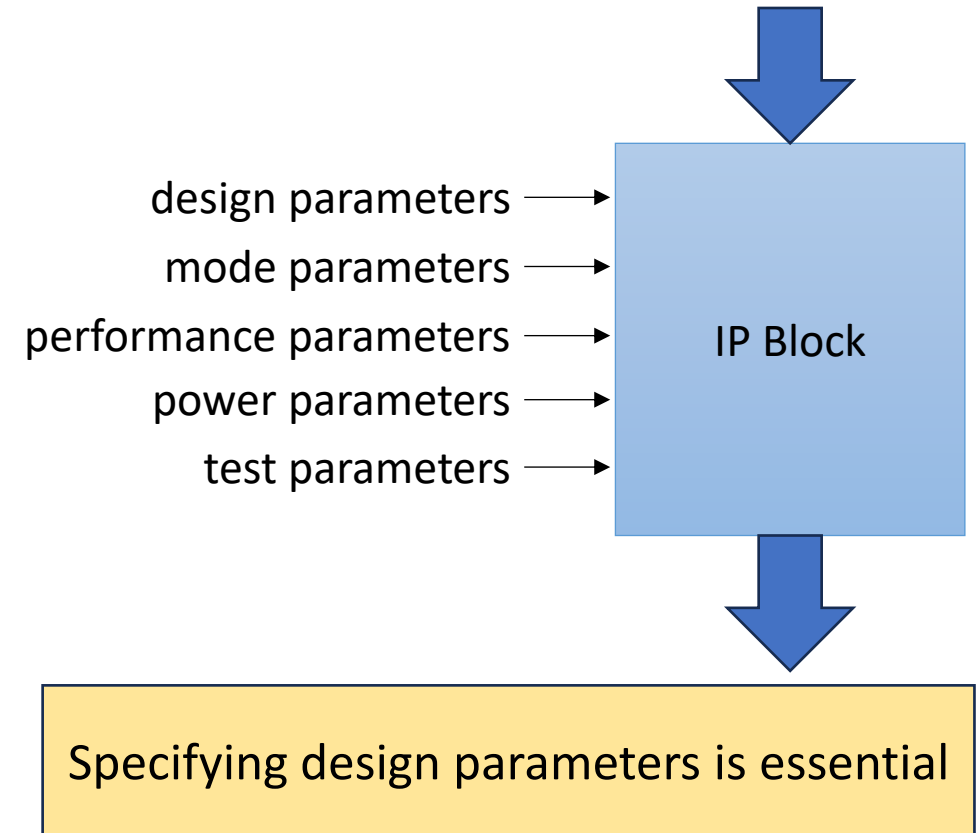 design parameters
mode parameters
performance parameters
IP Block
power parameters
test parameters
Specifying design parameters is essential